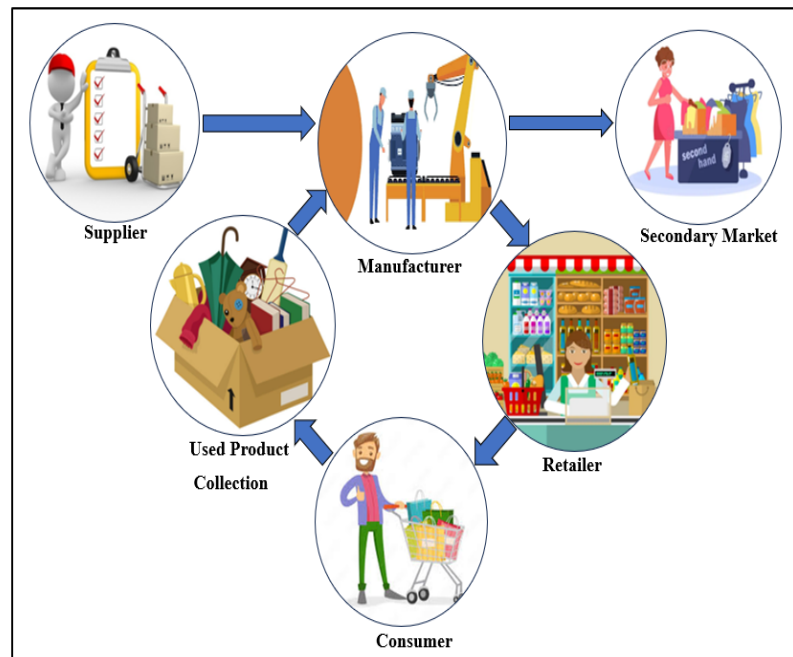 second
hand
Supplier
Secondary Market
Manufacturer
Used Product
Collection
Retailer
Consumer